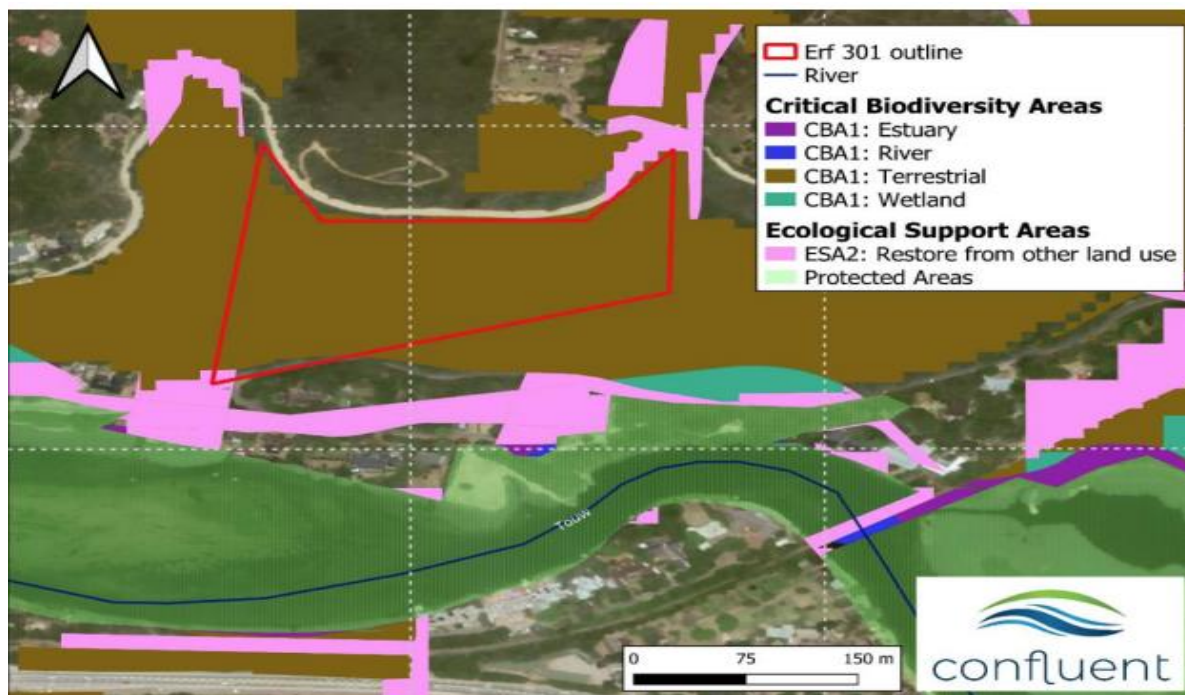 Erf 301 outline
River
Critical Biodiversity Areas
CBA1: Estuary
CBA1: River
CBA1: Terrestrial
CBA1: Wetland
Ecological Support Areas
ESA2: Restore from other land use
Protected Areas
Touw
0 75 150 m
confluent